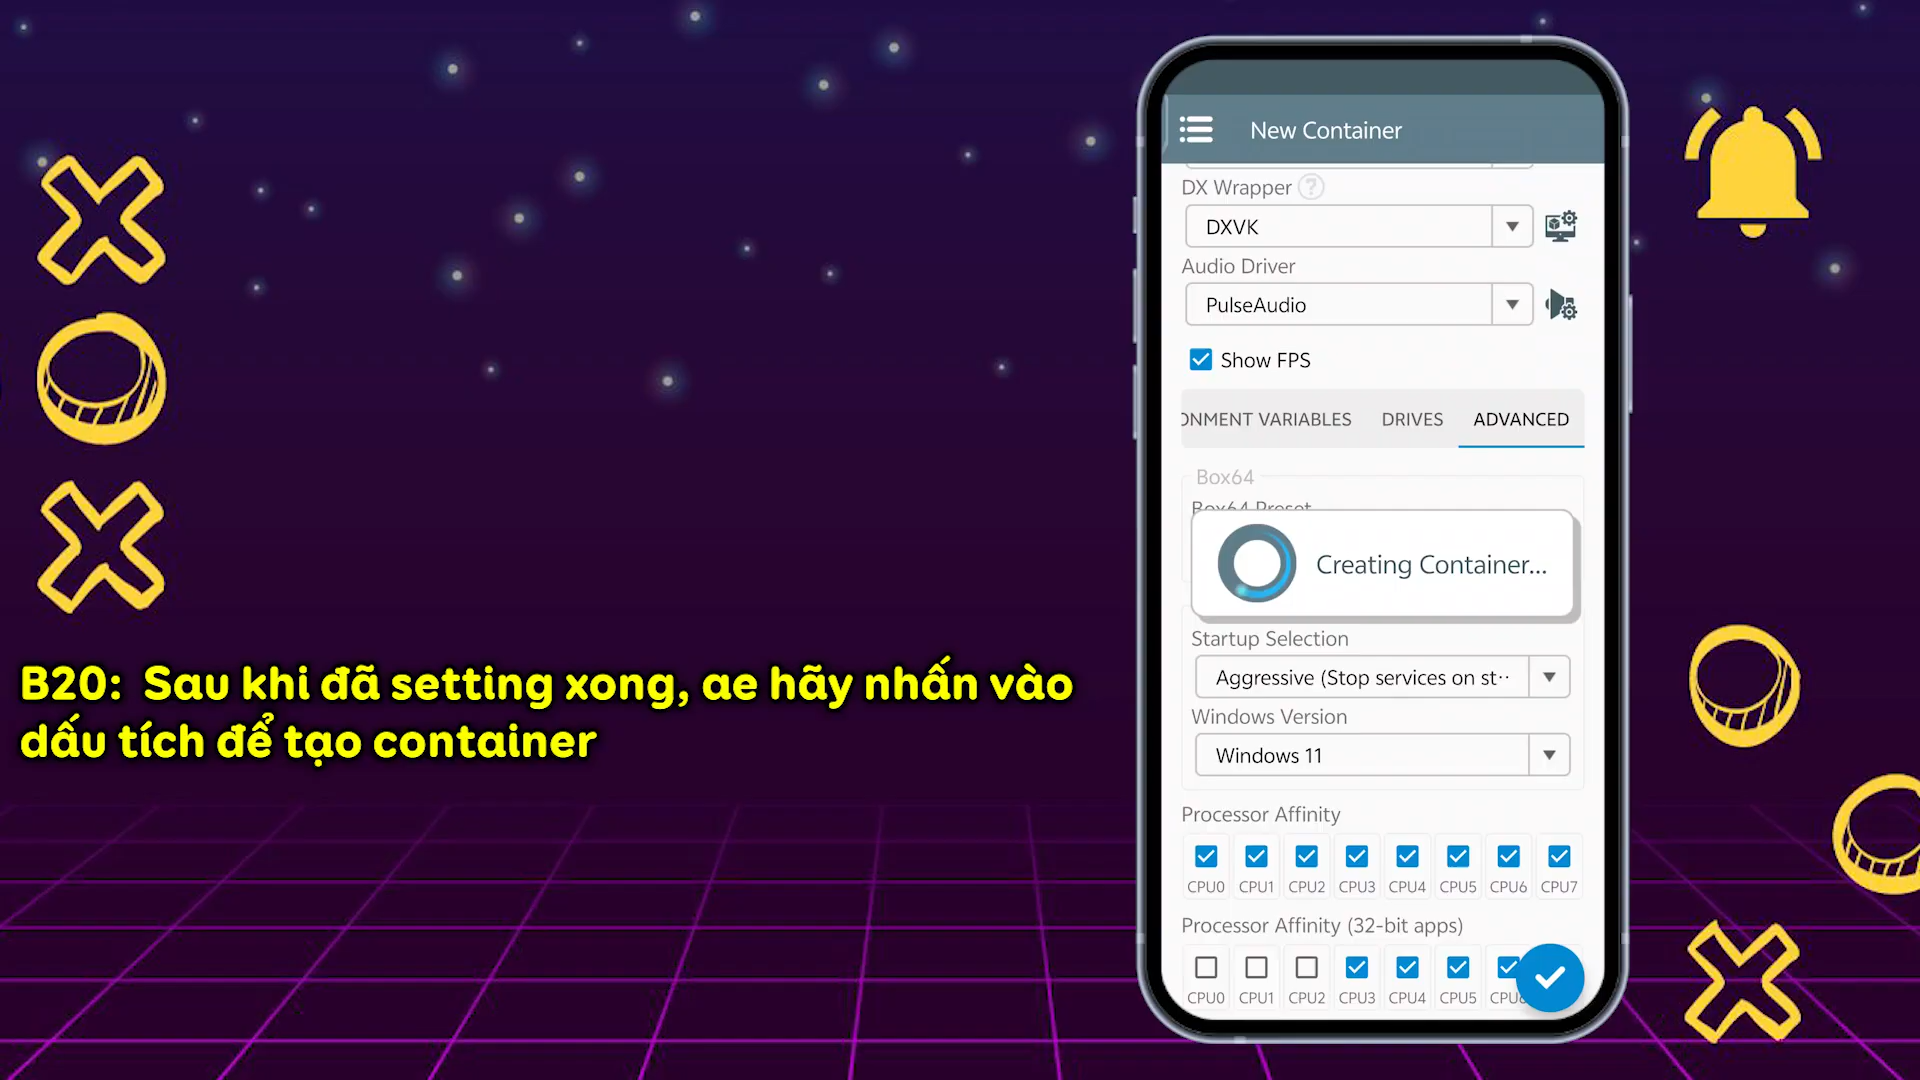 New Container
DX Wrapper ?
DXVK
Audio Driver
PulseAudio
Show FPS
ONMENT VARIABLES DRIVES ADVANCED
Box64
Box64 Preset
Creating Container...
Startup Selection
Aggressive (Stop services on st··
Windows Version
Windows 11
Processor Affinity
CPU0 CPU1 CPU2 CPU3 CPU4 CPU5 CPU6 CPU7
Processor Affinity (32-bit apps)
CPU0 CPU1 CPU2 CPU3 CPU4 CPU5 CPU6
B20: Sau khi đã setting xong, ae hãy nhấn vào
dấu tích để tạo container